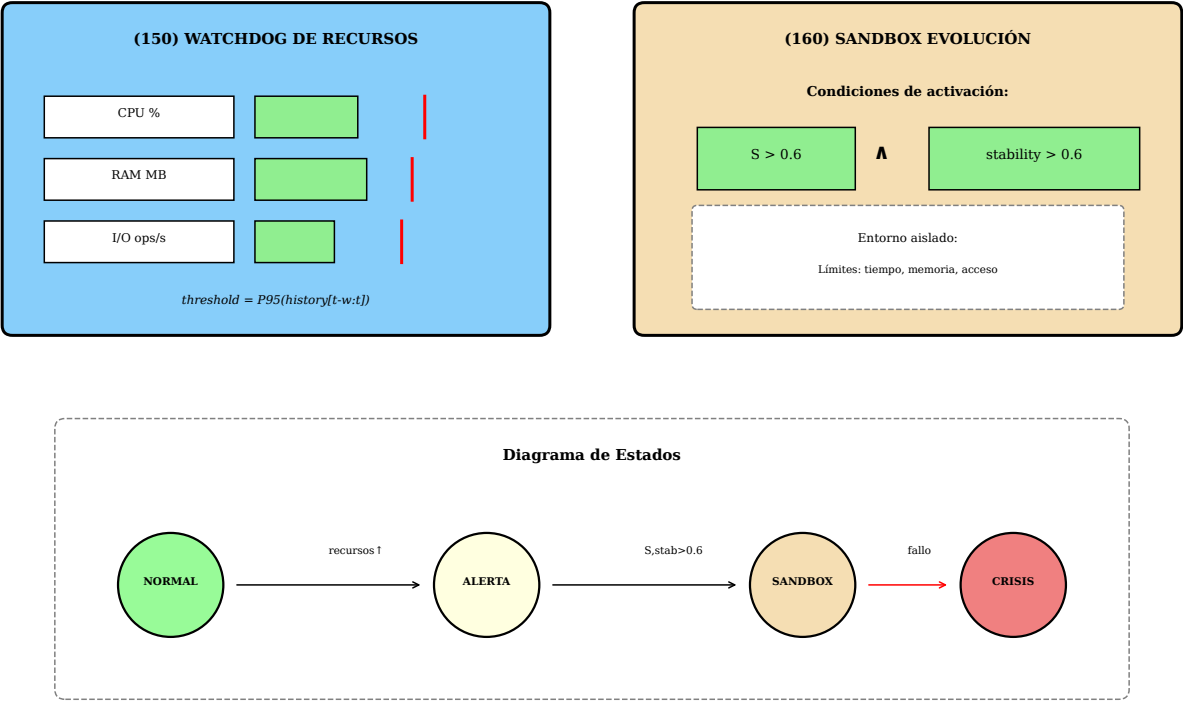 (150) WATCHDOG DE RECURSOS
CPU %
RAM MB
I/O ops/s
threshold = P95(history[t-w:t])
(160) SANDBOX EVOLUCIÓN
Condiciones de activación:
S > 0.6
∧
stability > 0.6
Entorno aislado:
Límites: tiempo, memoria, acceso
Diagrama de Estados
recursos↑
S,stab>0.6
fallo
NORMAL
ALERTA
SANDBOX
CRISIS